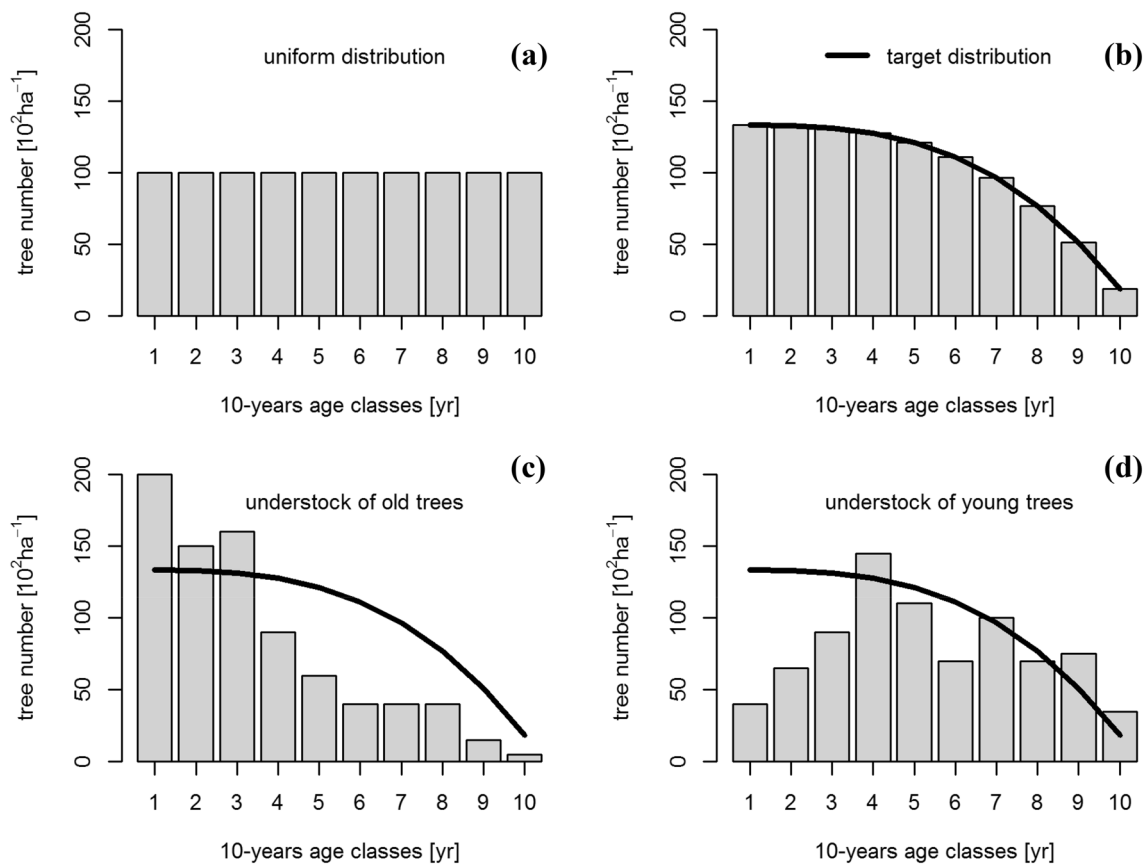 (a)
uniform distribution
tree number [10²ha⁻¹]
200
150
100
50
0
1 2 3 4 5 6 7 8 9 10
10-years age classes [yr]
(b)
target distribution
tree number [10²ha⁻¹]
200
150
100
50
0
1 2 3 4 5 6 7 8 9 10
10-years age classes [yr]
(c)
understock of old trees
tree number [10²ha⁻¹]
200
150
100
50
0
1 2 3 4 5 6 7 8 9 10
10-years age classes [yr]
(d)
understock of young trees
tree number [10²ha⁻¹]
200
150
100
50
0
1 2 3 4 5 6 7 8 9 10
10-years age classes [yr]